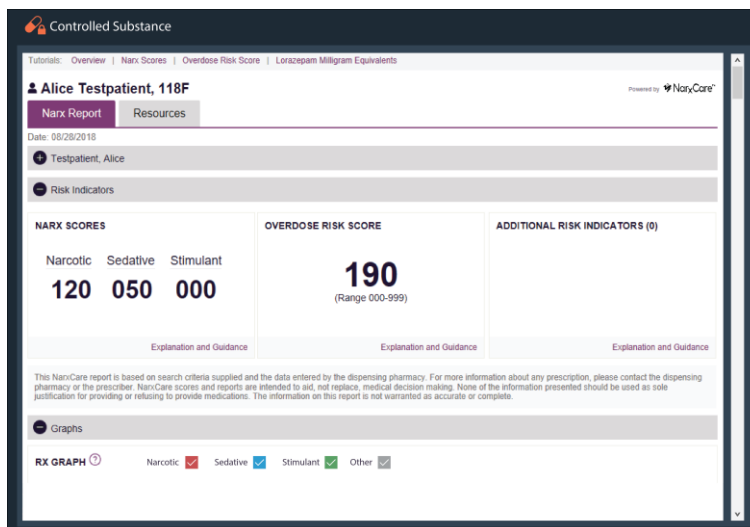 Controlled Substance
Tutorials: Overview | Narx Scores | Overdose Risk Score | Lorazepam Milligram Equivalents
Alice Testpatient, 118F
Powered by NarxCare™
Narx Report Resources
Date: 08/28/2018
Testpatient, Alice
Risk Indicators
NARX SCORES
Narcotic Sedative Stimulant
120 050 000
Explanation and Guidance
OVERDOSE RISK SCORE
190
(Range 000-999)
Explanation and Guidance
ADDITIONAL RISK INDICATORS (0)
Explanation and Guidance
This NarxCare report is based on search criteria supplied and the data entered by the dispensing pharmacy. For more information about any prescription, please contact the dispensing
pharmacy or the prescriber. NarxCare scores and reports are intended to aid, not replace, medical decision making. None of the information presented should be used as sole
justification for providing or refusing to provide medications. The information on this report is not warranted as accurate or
complete.
Graphs
RX GRAPH ? Narcotic Sedative Stimulant Other